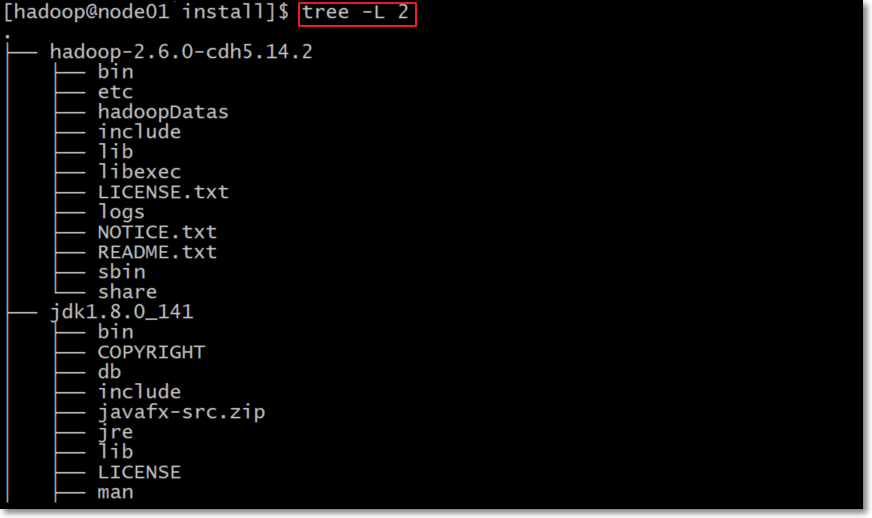 [hadoop@node01 install]$ tree -L 2
.
├── hadoop-2.6.0-cdh5.14.2
│   ├── bin
│   ├── etc
│   ├── hadoopDatas
│   ├── include
│   ├── lib
│   ├── libexec
│   ├── LICENSE.txt
│   ├── logs
│   ├── NOTICE.txt
│   ├── README.txt
│   ├── sbin
│   └── share
├── jdk1.8.0_141
│   ├── bin
│   ├── COPYRIGHT
│   ├── db
│   ├── include
│   ├── javafx-src.zip
│   ├── jre
│   ├── lib
│   ├── LICENSE
│   ├── man